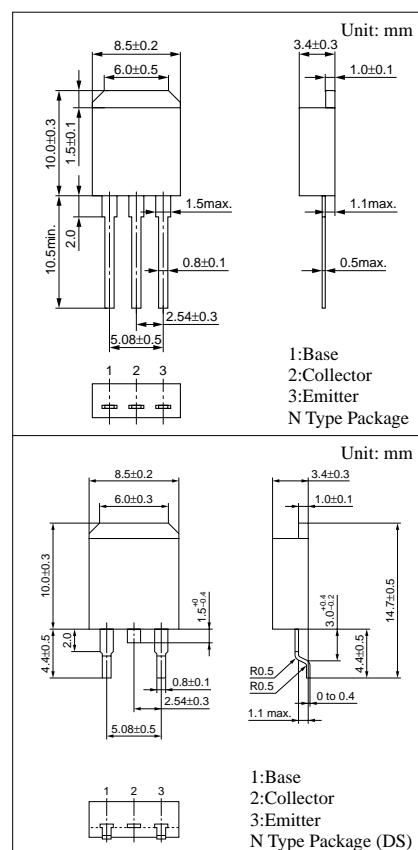 Unit: mm
8.5±0.2
6.0±0.5
3.4±0.3
1.0±0.1
10.0±0.3
1.5±0.1
10.5min.
2.0
1.5max.
1.1max.
0.8±0.1
0.5max.
2.54±0.3
5.08±0.5
1 2 3
1:Base
2:Collector
3:Emitter
N Type Package
Unit: mm
8.5±0.2
6.0±0.3
3.4±0.3
1.0±0.1
10.0±0.3
1.5+0-0.4
3.0+0.4-0.2
14.7±0.5
4.4±0.5
2.0
4.4±0.5
R0.5
R0.5
0.8±0.1
2.54±0.3
0 to 0.4
5.08±0.5
1.1 max.
1 2 3
1:Base
2:Collector
3:Emitter
N Type Package (DS)